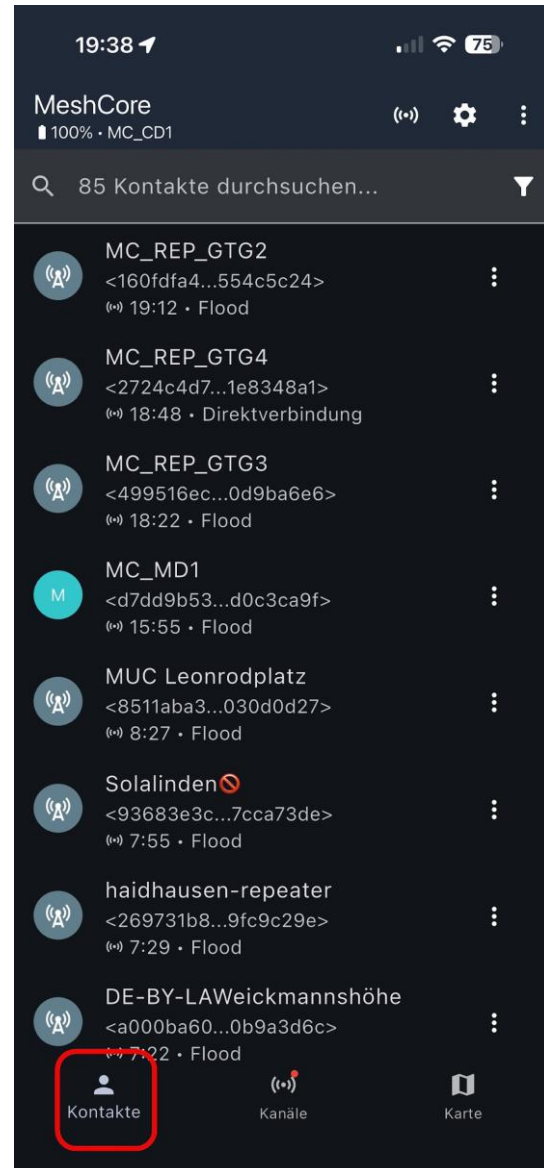 19:38
75
MeshCore
100% • MC_CD1
85 Kontakte durchsuchen...
MC_REP_GTG2
<160fdfa4...554c5c24>
19:12 • Flood
MC_REP_GTG4
<2724c4d7...1e8348a1>
18:48 • Direktverbindung
MC_REP_GTG3
<499516ec...0d9ba6e6>
18:22 • Flood
M
MC_MD1
<d7dd9b53...d0c3ca9f>
15:55 • Flood
MUC Leonrodplatz
<8511aba3...030d0d27>
8:27 • Flood
Solalinden🚫
<93683e3c...7cca73de>
7:55 • Flood
haidhausen-repeater
<269731b8...9fc9c29e>
7:29 • Flood
DE-BY-LAWeickmannshöhe
<a000ba60...0b9a3d6c>
7:22 • Flood
Kontakte
Kanäle
Karte